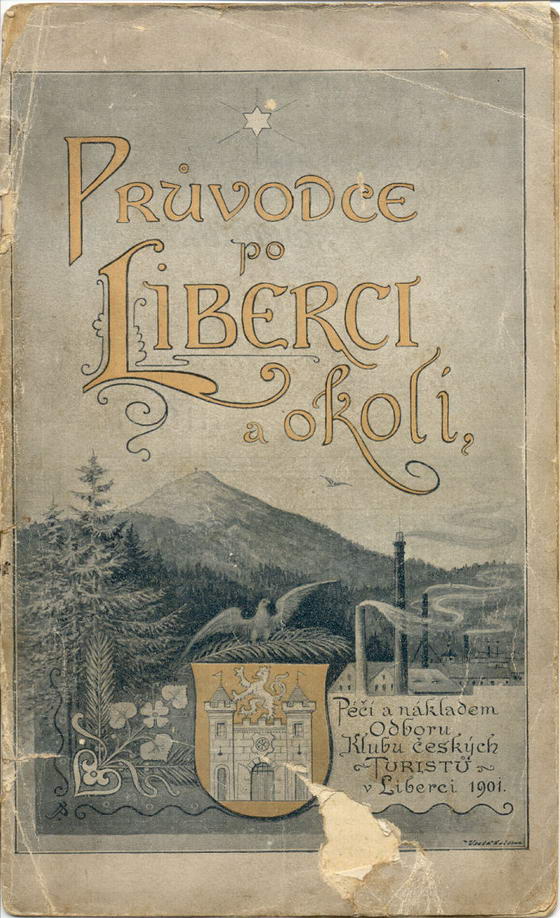 PRŮVODCE
po
LIBERCI
a okolí,
Péčí a nákladem
Odboru
Klubu českých
TURISTŮ
v Liberci 1901.